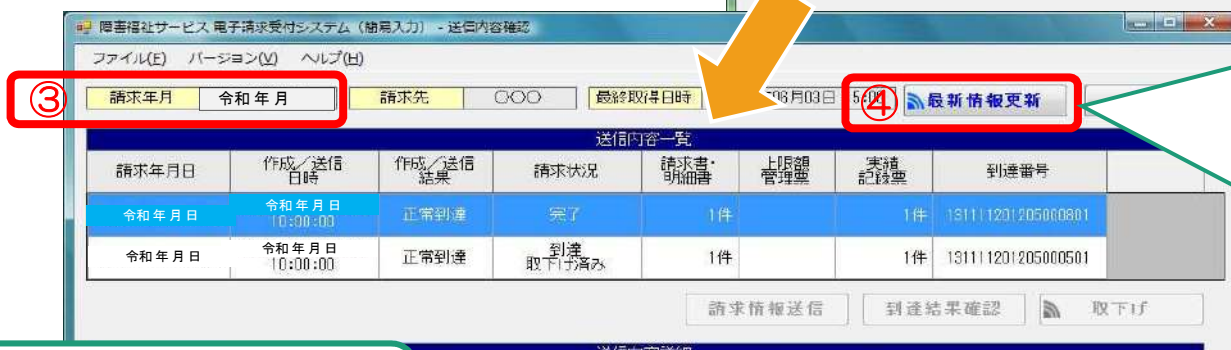 障害福祉サービス 電子請求受付システム（簡易入力） - 送信内容確認
ファイル(F) バージョン(V) ヘルプ(H)
③ 請求年月 令和 年 月 請求先 ○○○ 最終取得日時 06月03日 ④ 最新情報更新
送信内容一覧
請求年月日 作成／送信日時 作成／送信結果 請求状況 請求書・明細書 上限額管理票 実績記録票 到達番号
令和 年 月 日 令和 年 月 日 10:00:00 正常到達 完了 1件 1件 131111201205000801
令和 年 月 日 令和 年 月 日 10:00:00 正常到達 到達取下げ済み 1件 1件 131111201205000501
請求情報送信 到達結果確認 取下げ
送信内容詳細